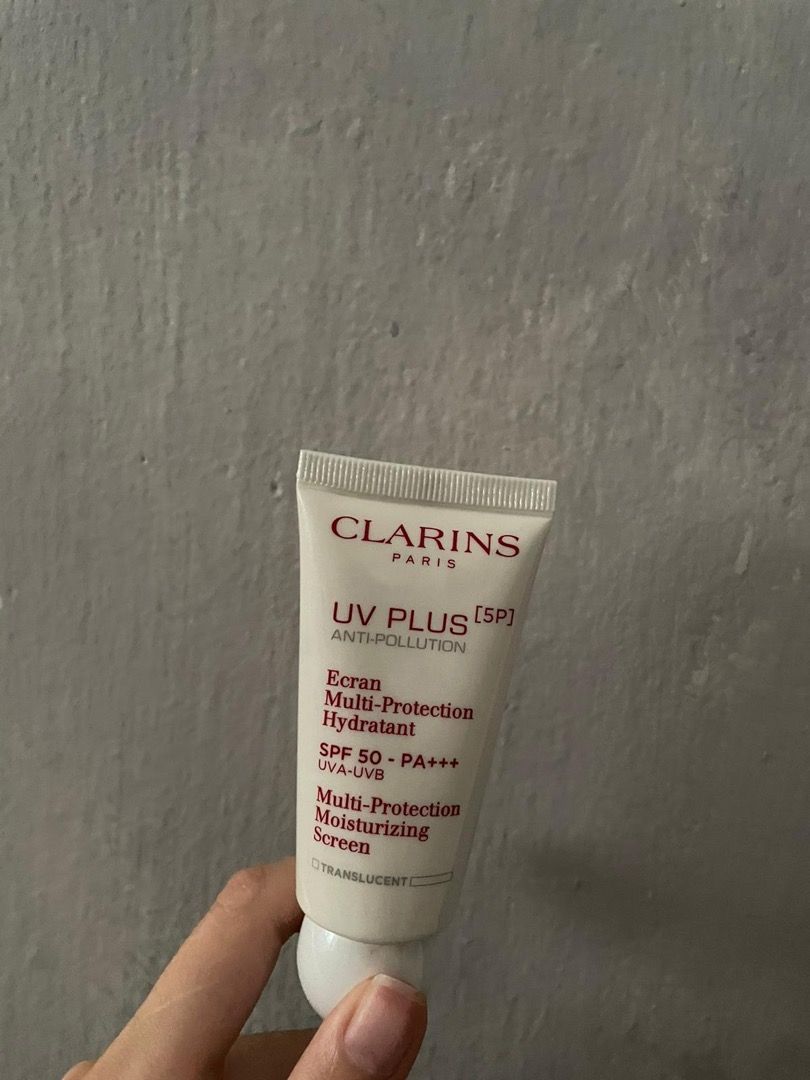 CLARINS
PARIS
UV PLUS [5P]
ANTI-POLLUTION
Ecran
Multi-Protection
Hydratant
SPF 50 - PA+++
UVA-UVB
Multi-Protection
Moisturizing
Screen
TRANSLUCENT